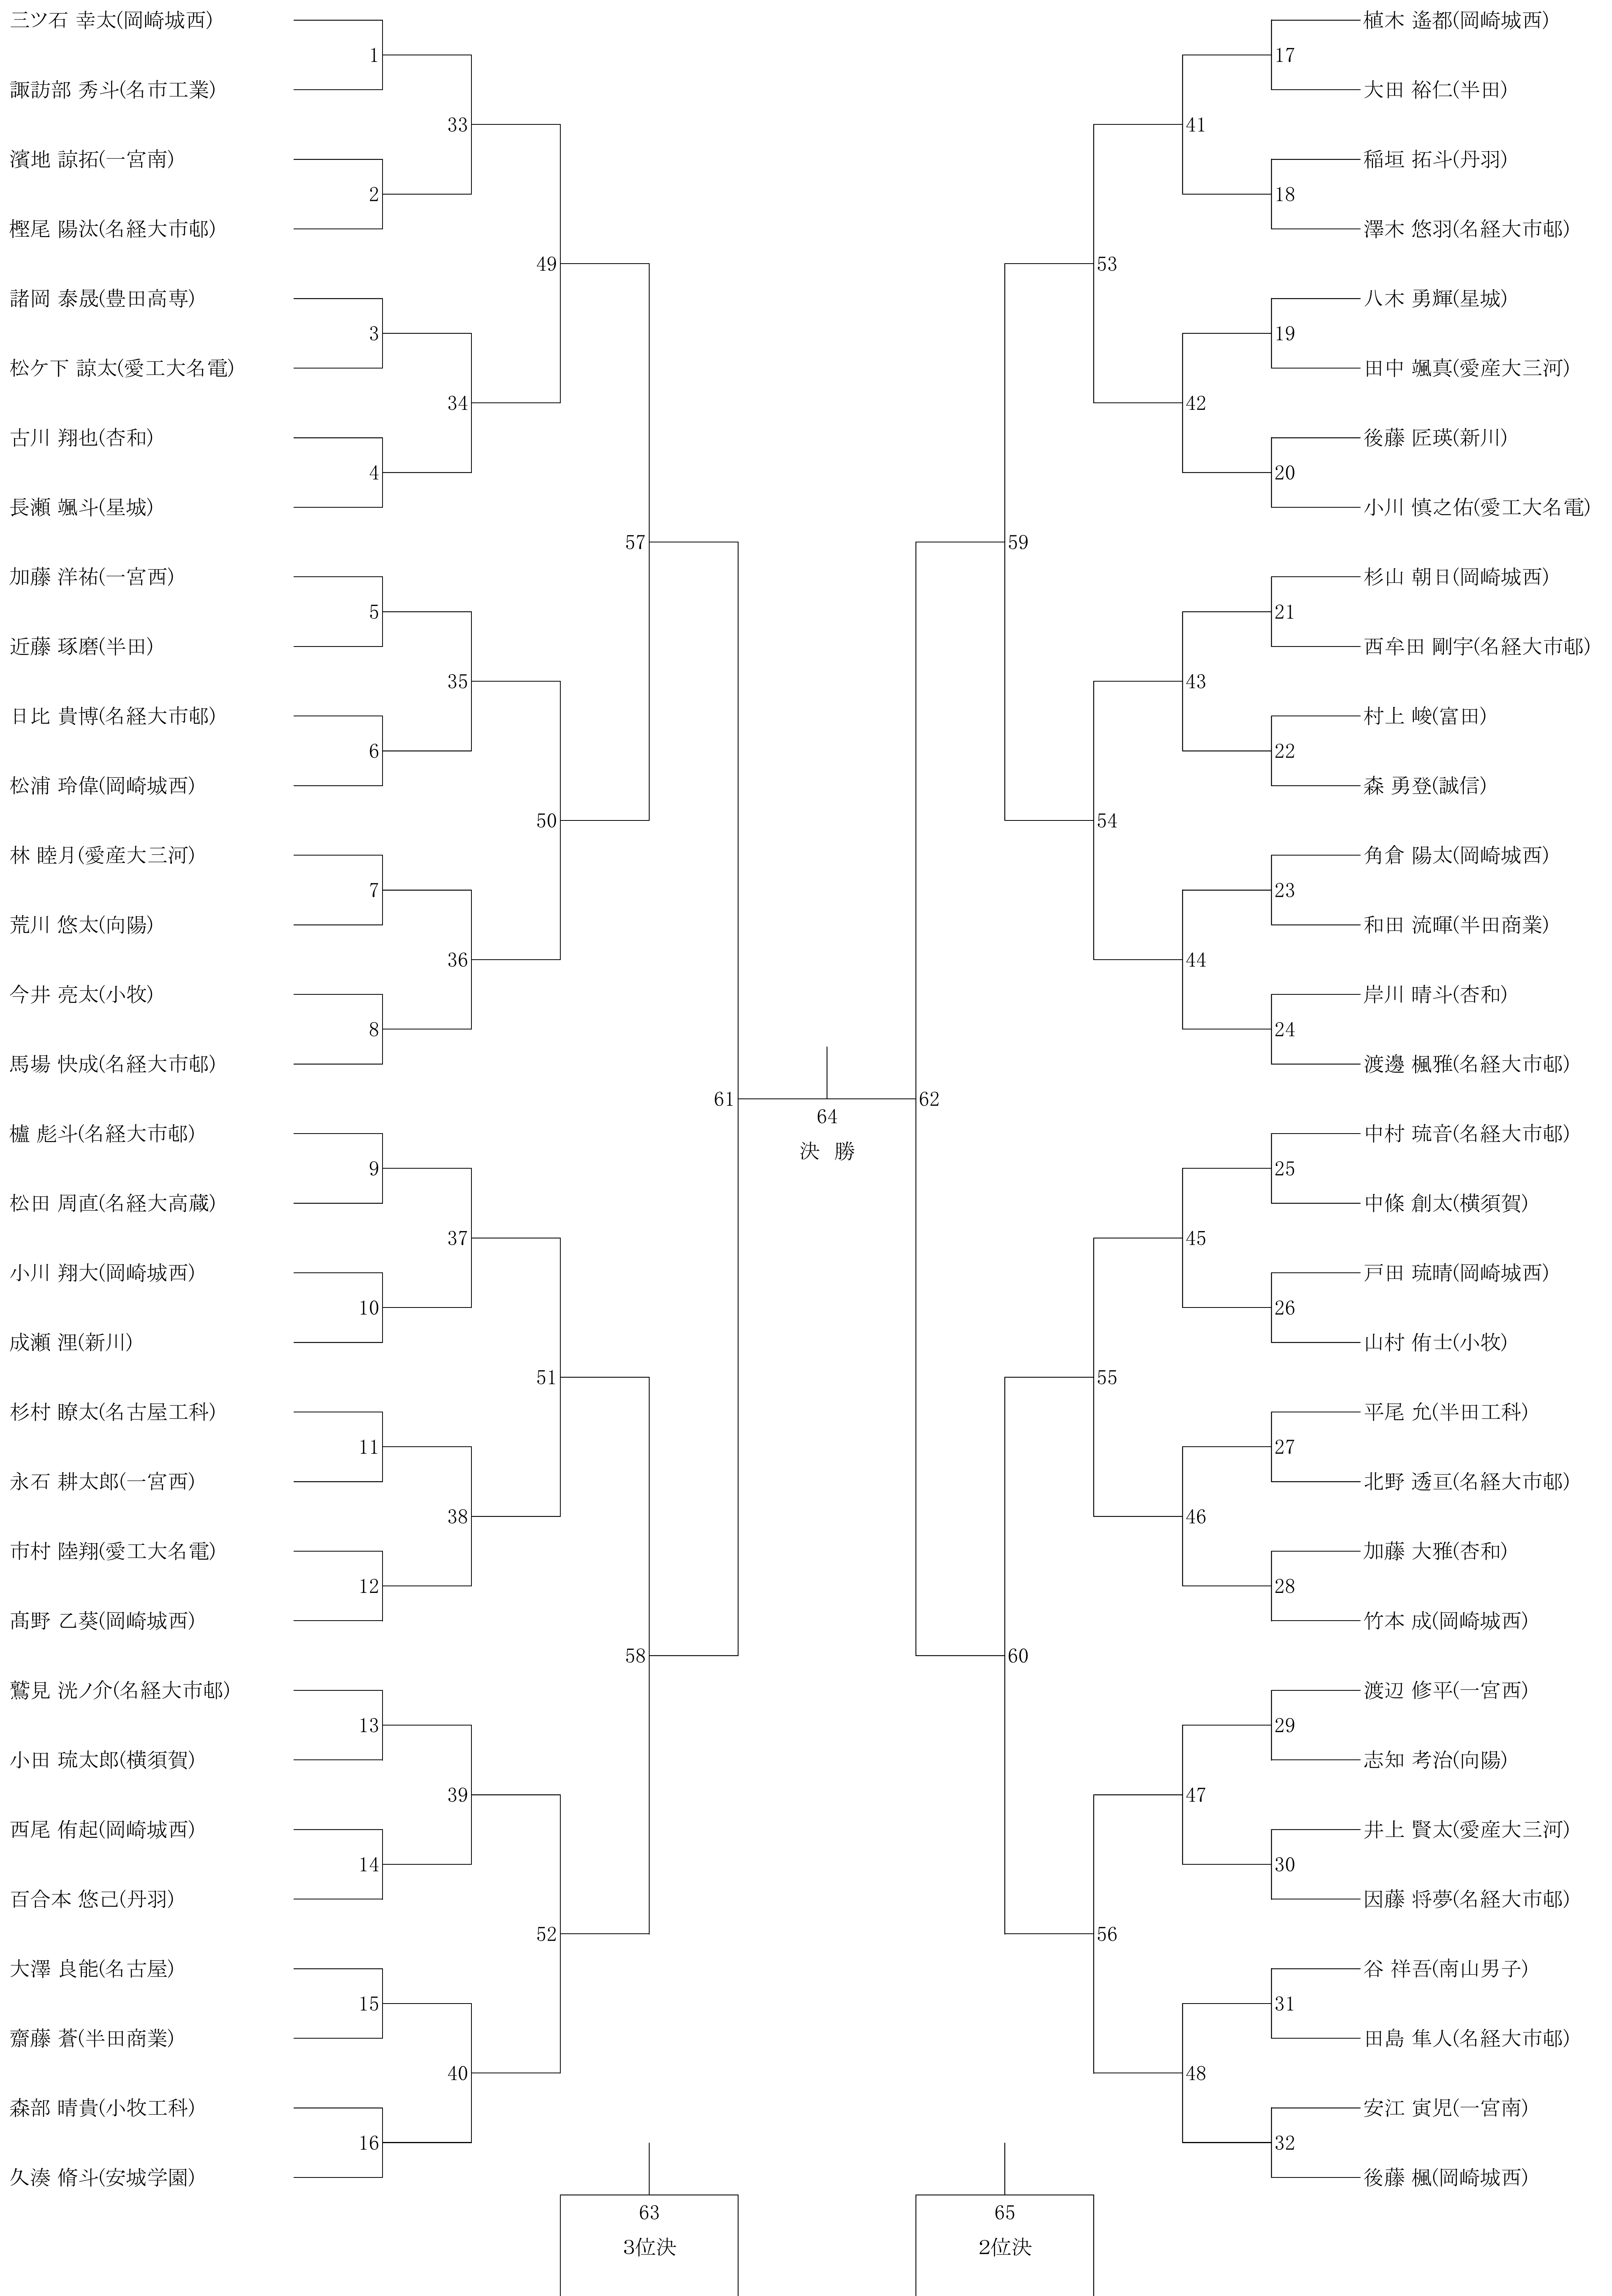 三ツ石 幸太(岡崎城西)
1
諏訪部 秀斗(名市工業)
33
濱地 諒拓(一宮南)
2
樫尾 陽汰(名経大市邨)
49
諸岡 泰晟(豊田高専)
3
松ケ下 諒太(愛工大名電)
34
古川 翔也(杏和)
4
長瀬 颯斗(星城)
57
加藤 洋祐(一宮西)
5
近藤 琢磨(半田)
35
日比 貴博(名経大市邨)
6
松浦 玲偉(岡崎城西)
50
林 睦月(愛産大三河)
7
荒川 悠太(向陽)
36
今井 亮太(小牧)
8
馬場 快成(名経大市邨)
61
櫨 彪斗(名経大市邨)
9
松田 周直(名経大高蔵)
37
小川 翔大(岡崎城西)
10
成瀬 浬(新川)
51
杉村 瞭太(名古屋工科)
11
永石 耕太郎(一宮西)
38
市村 陸翔(愛工大名電)
12
髙野 乙葵(岡崎城西)
58
鷲見 洸ノ介(名経大市邨)
13
小田 琉太郎(横須賀)
39
西尾 侑起(岡崎城西)
14
百合本 悠己(丹羽)
52
大澤 良能(名古屋)
15
齋藤 蒼(半田商業)
40
森部 晴貴(小牧工科)
16
久湊 脩斗(安城学園)
64
決 勝
植木 遙都(岡崎城西)
17
大田 裕仁(半田)
41
稲垣 拓斗(丹羽)
18
澤木 悠羽(名経大市邨)
53
八木 勇輝(星城)
19
田中 颯真(愛産大三河)
42
後藤 匠瑛(新川)
20
小川 慎之佑(愛工大名電)
59
杉山 朝日(岡崎城西)
21
西牟田 剛宇(名経大市邨)
43
村上 峻(富田)
22
森 勇登(誠信)
54
角倉 陽太(岡崎城西)
23
和田 流暉(半田商業)
44
岸川 晴斗(杏和)
24
渡邊 楓雅(名経大市邨)
62
中村 琉音(名経大市邨)
25
中條 創太(横須賀)
45
戸田 琉晴(岡崎城西)
26
山村 侑士(小牧)
55
平尾 允(半田工科)
27
北野 透亘(名経大市邨)
46
加藤 大雅(杏和)
28
竹本 成(岡崎城西)
60
渡辺 修平(一宮西)
29
志知 考治(向陽)
47
井上 賢太(愛産大三河)
30
因藤 将夢(名経大市邨)
56
谷 祥吾(南山男子)
31
田島 隼人(名経大市邨)
48
安江 寅児(一宮南)
32
後藤 楓(岡崎城西)
63
3位決
65
2位決